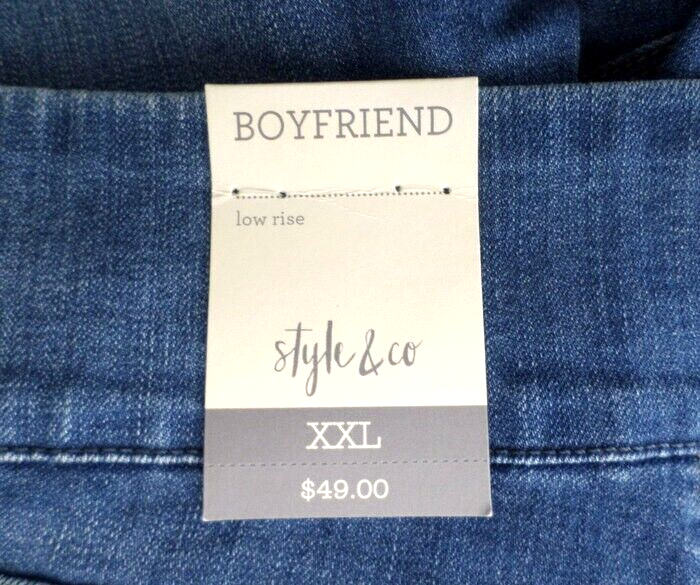 BOYFRIEND
low rise
style & co
XXL
$49.00